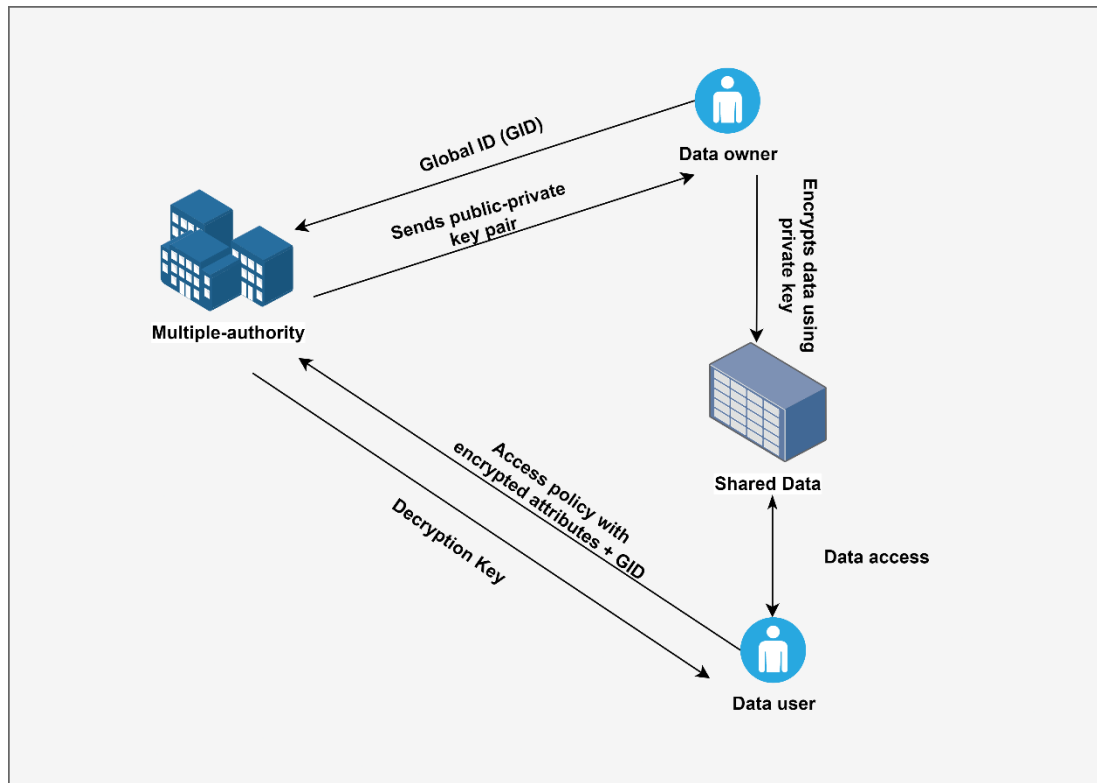 Data owner
Global ID (GID)
Sends public-private
key pair
Encrypts data using
private key
Multiple-authority
Access policy with
encrypted attributes + GID
Decryption Key
Shared Data
Data access
Data user